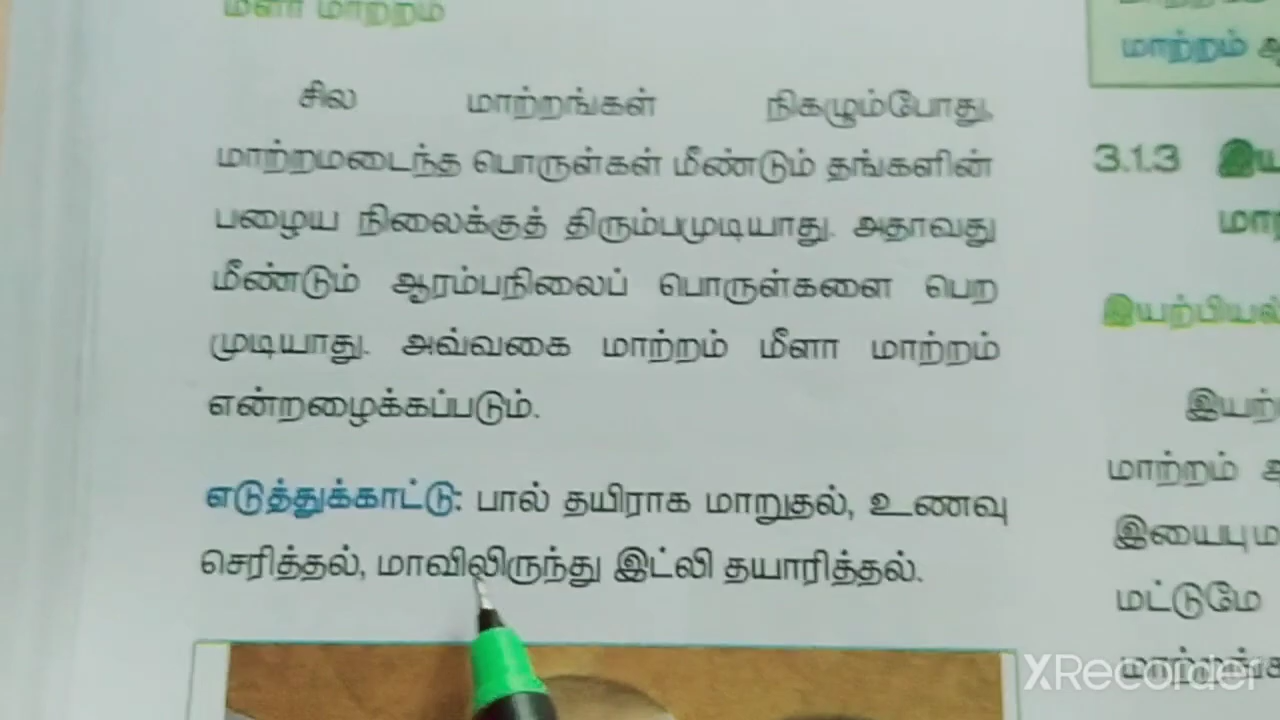 மீளா மாற்றம்
சில மாற்றங்கள் நிகழும்போது,
மாற்றமடைந்த பொருள்கள் மீண்டும் தங்களின்
பழைய நிலைக்குத் திரும்பமுடியாது. அதாவது
மீண்டும் ஆரம்பநிலைப் பொருள்களை பெற
முடியாது. அவ்வகை மாற்றம் மீளா மாற்றம்
என்றழைக்கப்படும்.
எடுத்துக்காட்டு: பால் தயிராக மாறுதல், உணவு
செரித்தல், மாவிலிருந்து இட்லி தயாரித்தல்.
மாற்றம்
3.1.3
இயற்பியல்
மாற்றம்
மட்டுமே
XRecorder